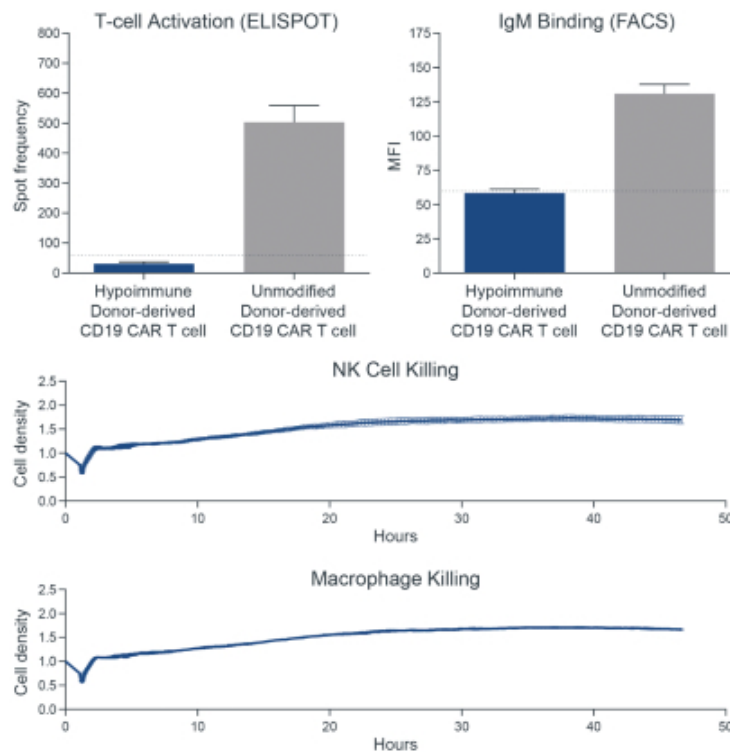 T-cell Activation (ELISPOT)
Spot frequency
800
700
600
500
400
300
200
100
0
Hypoimmune
Donor-derived
CD19 CAR T cell
Unmodified
Donor-derived
CD19 CAR T cell
IgM Binding (FACS)
MFI
175
150
125
100
75
50
25
0
Hypoimmune
Donor-derived
CD19 CAR T cell
Unmodified
Donor-derived
CD19 CAR T cell
NK Cell Killing
Cell density
2.5
2.0
1.5
1.0
0.5
0.0
0 10 20 30 40 50
Hours
Macrophage Killing
Cell density
2.5
2.0
1.5
1.0
0.5
0.0
0 10 20 30 40 50
Hours